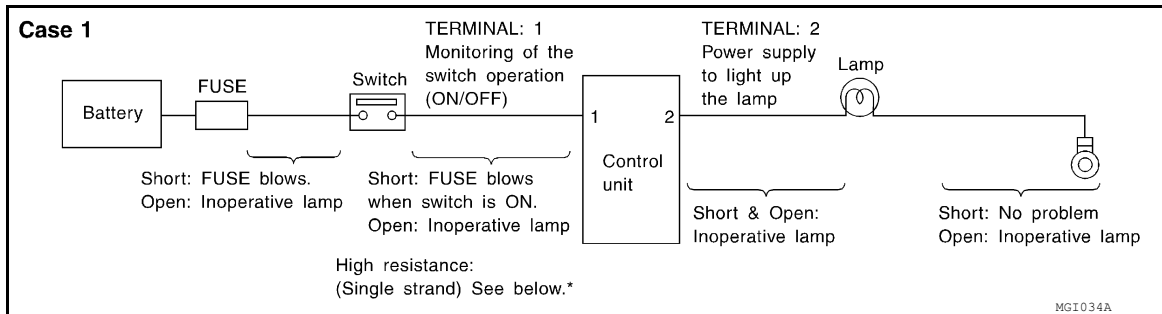 Case 1
TERMINAL: 1
Monitoring of the
switch operation
(ON/OFF)
TERMINAL: 2
Power supply
to light up
the lamp
Lamp
Battery
FUSE
Switch
1
2
Control
unit
Short: FUSE blows.
Open: Inoperative lamp
Short: FUSE blows
when switch is ON.
Open: Inoperative lamp
Short & Open:
Inoperative lamp
Short: No problem
Open: Inoperative lamp
High resistance:
(Single strand) See below.*
MGI034A